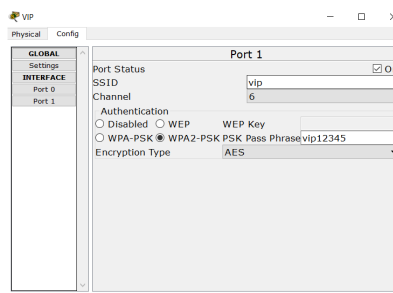 VIP
Physical Config
GLOBAL
Settings
INTERFACE
Port 0
Port 1
Port 1
Port Status
SSID vip
Channel 6
Authentication
Disabled WEP WEP Key
WPA-PSK WPA2-PSK PSK Pass Phrase vip12345
Encryption Type AES